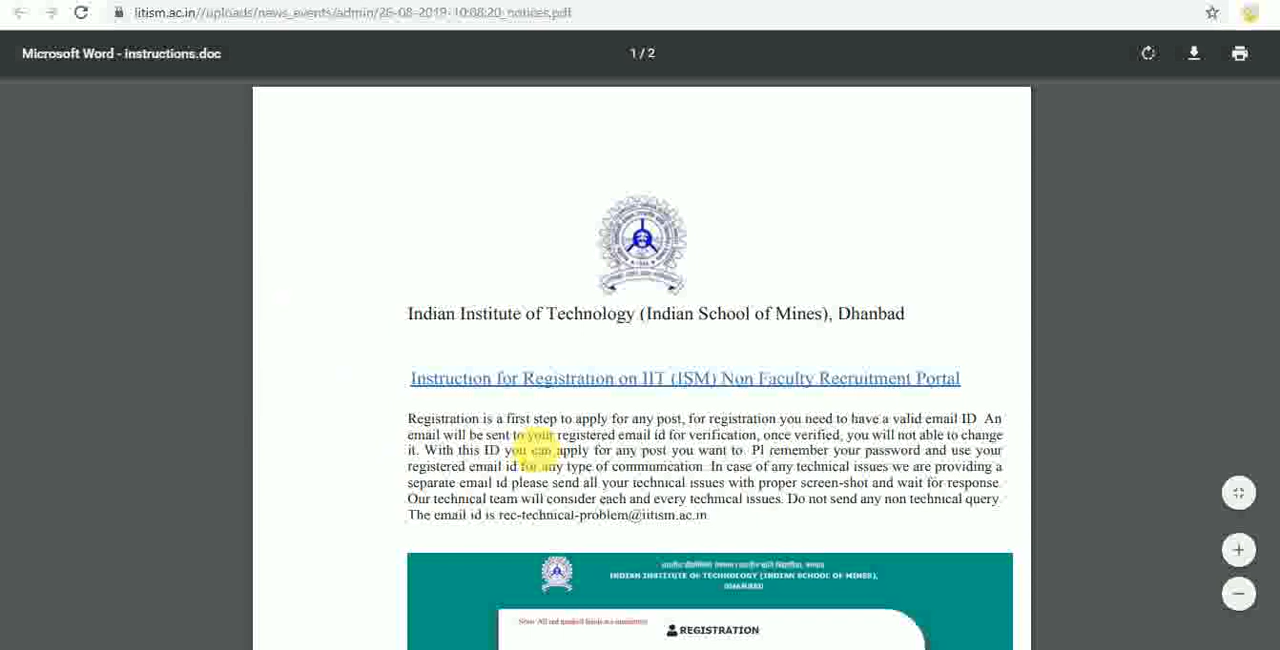 iitism.ac.in//uploads/news_events/admin/26-08-2019-10:08:20_notices.pdf
Microsoft Word - instructions.doc
1 / 2
Indian Institute of Technology (Indian School of Mines), Dhanbad
Instruction for Registration on IIT (ISM) Non Faculty Recruitment Portal
Registration is a first step to apply for any post, for registration you need to have a valid email ID  An
email will be sent to your registered email id for verification, once verified, you will not able to change
it. With this ID you can apply for any post you want to. Pl remember your password and use your
registered email id for any type of communication. In case of any technical issues we are providing a
separate email id please send all your technical issues with proper screen-shot and wait for response.
Our technical team will consider each and every technical issues. Do not send any non technical query.
The email id is rec-technical-problem@iitism.ac.in
INDIAN INSTITUTE OF TECHNOLOGY (INDIAN SCHOOL OF MINES),
DHANBAD
REGISTRATION